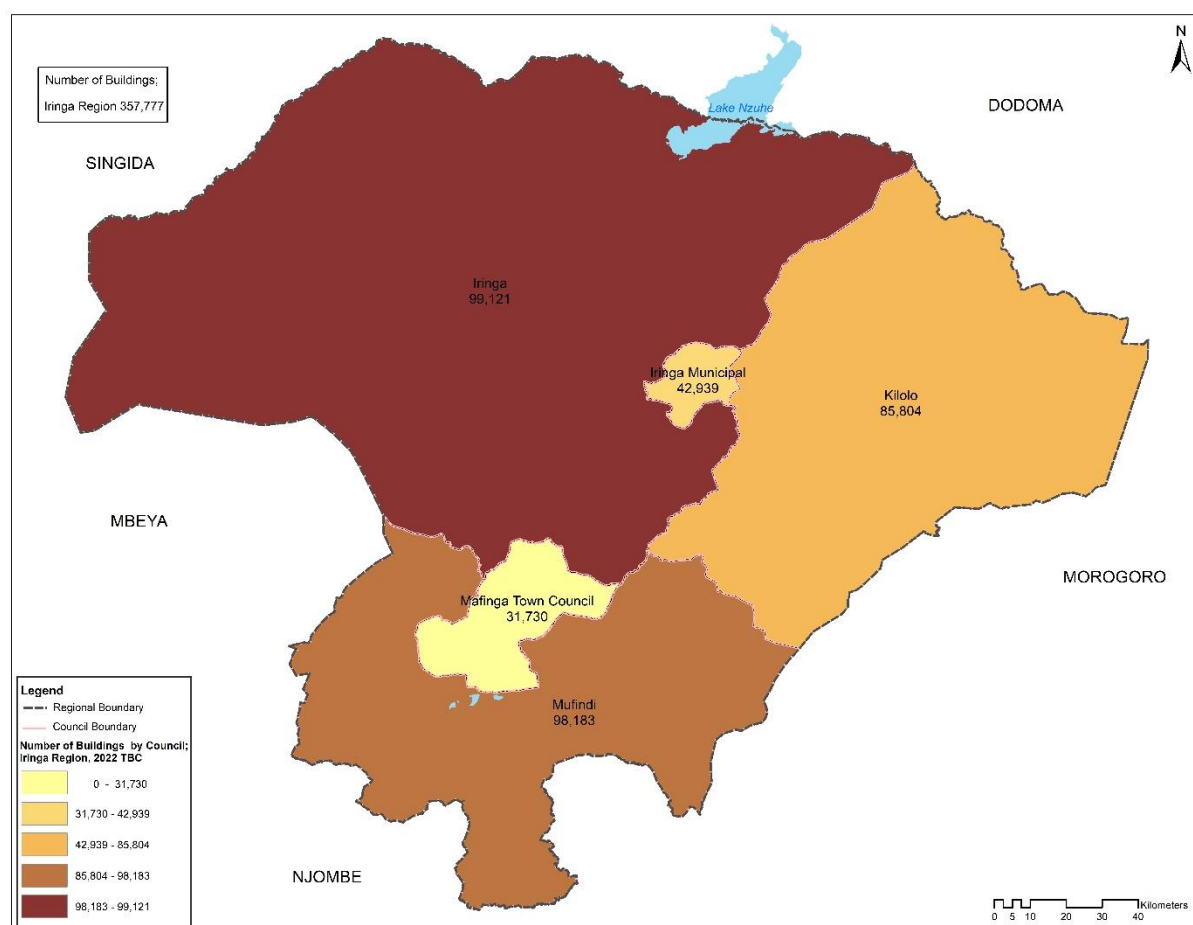 Number of Buildings;
Iringa Region 357,777
N
Lake Nzuhe
DODOMA
SINGIDA
Iringa
99,121
Iringa Municipal
42,939
Kilolo
85,804
MBEYA
MOROGORO
Mafinga Town Council
31,730
Mufindi
98,183
NJOMBE
Legend
Regional Boundary
Council Boundary
Number of Buildings by Council;
Iringa Region, 2022 TBC
0 - 31,730
31,730 - 42,939
42,939 - 85,804
85,804 - 98,183
98,183 - 99,121
Kilometers
0 5 10 20 30 40